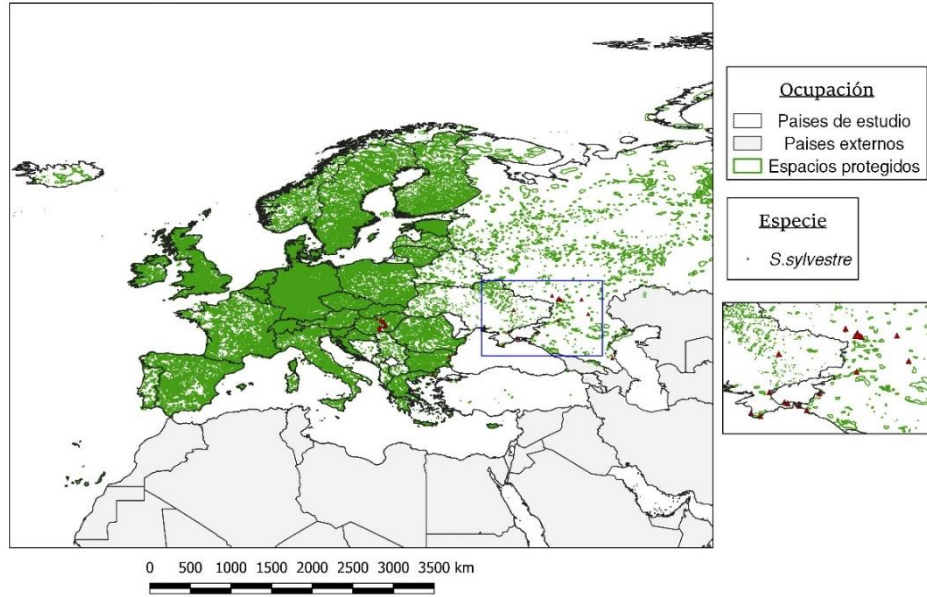 Ocupación
Paises de estudio
Paises externos
Espacios protegidos
Especie
S.sylvestre
0 500 1000 1500 2000 2500 3000 3500 km